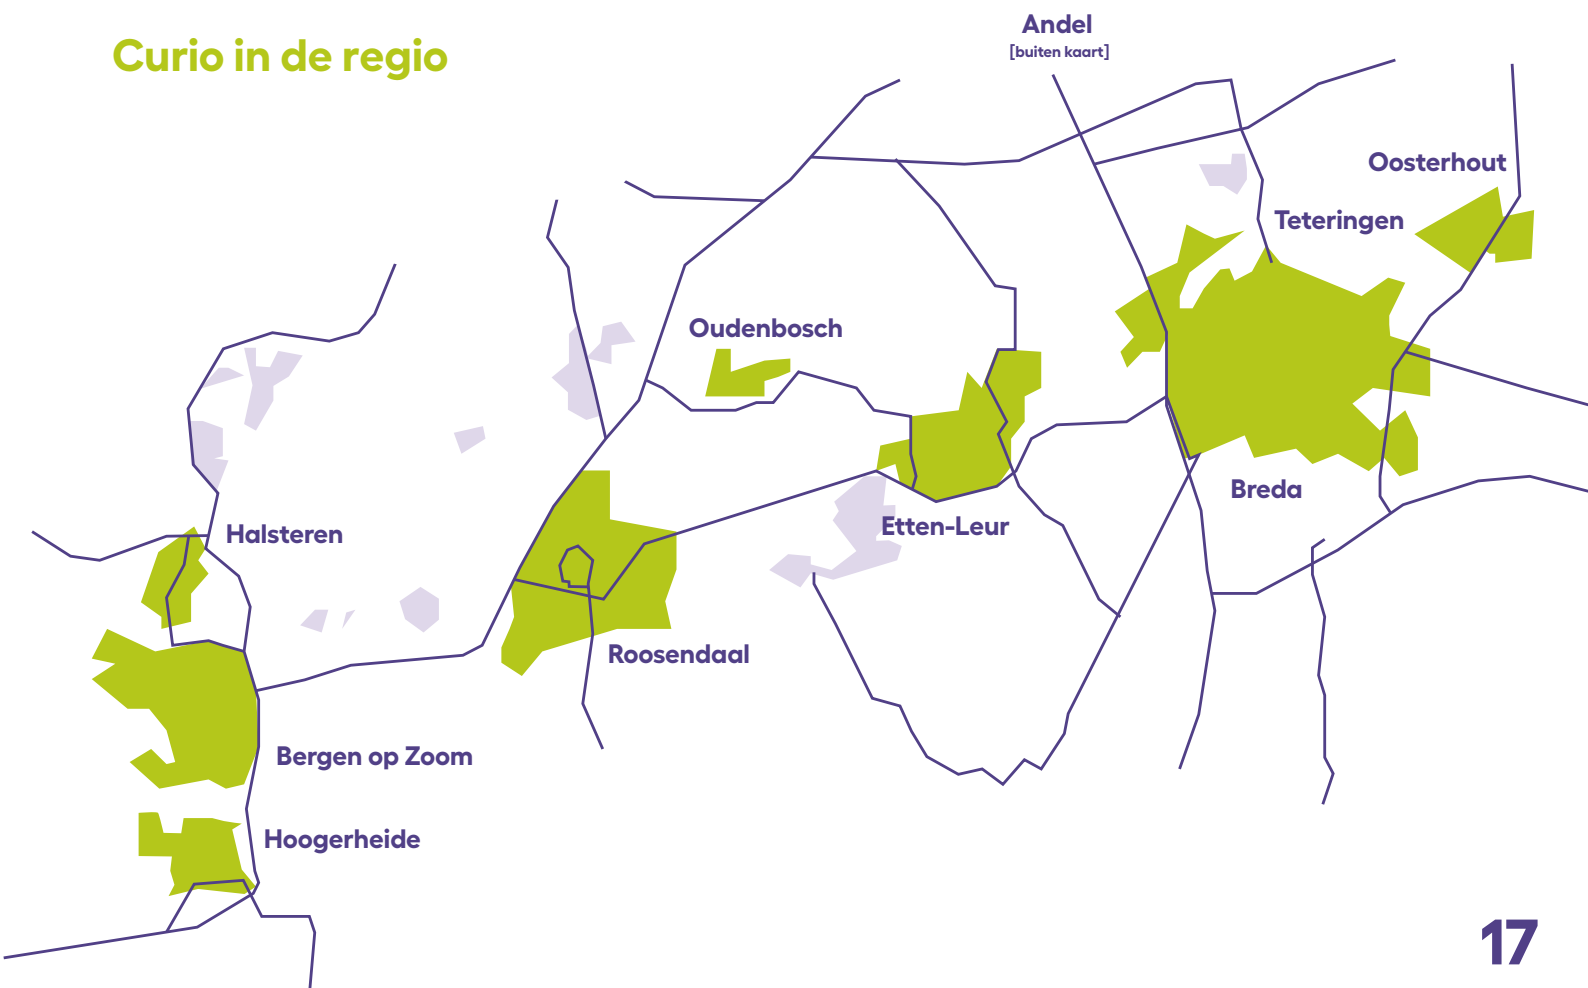 Curio in de regio
Andel
[buiten kaart]
Oosterhout
Teteringen
Oudenbosch
Breda
Etten-Leur
Halsteren
Roosendaal
Bergen op Zoom
Hoogerheide
17